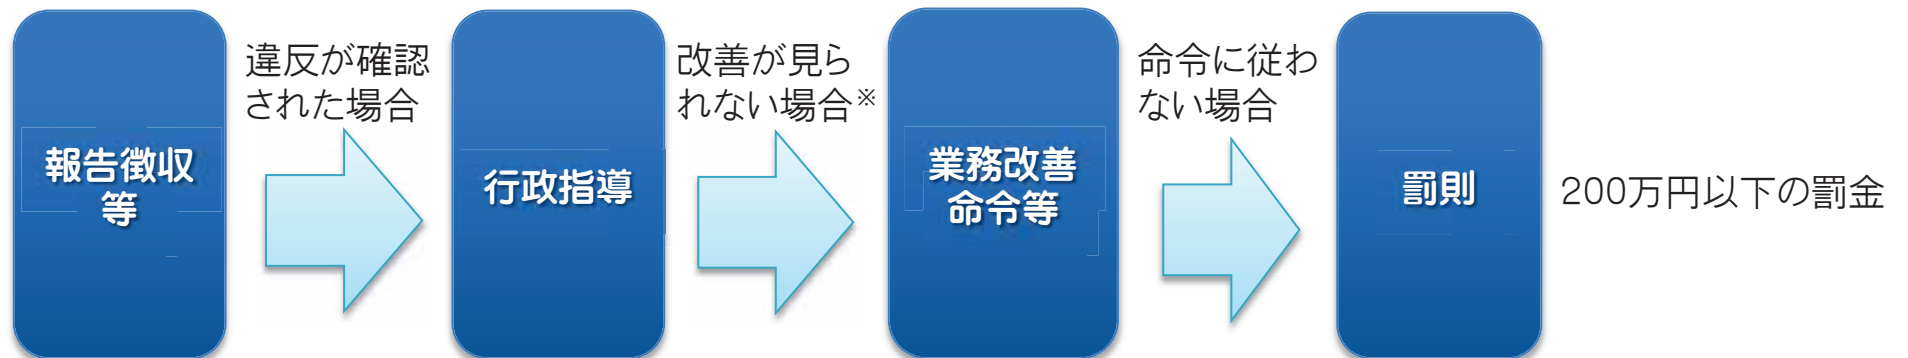 報告徴収
等
違反が確認
された場合
行政指導
改善が見ら
れない場合※
業務改善
命令等
命令に従わ
ない場合
罰則
200万円以下の罰金